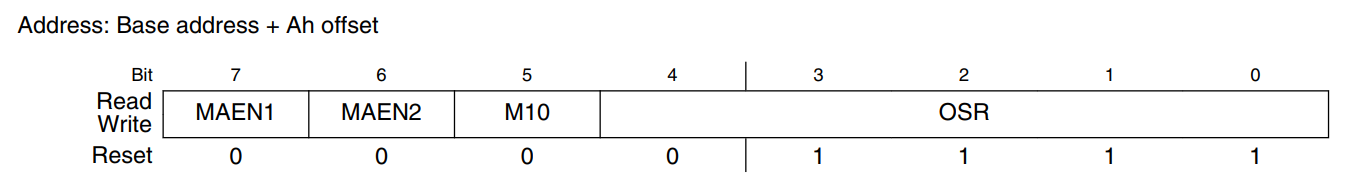 Address: Base address + Ah offset
Bit 7 6 5 4 3 2 1 0
Read
Write MAEN1 MAEN2 M10 OSR
Reset 0 0 0 0 1 1 1 1